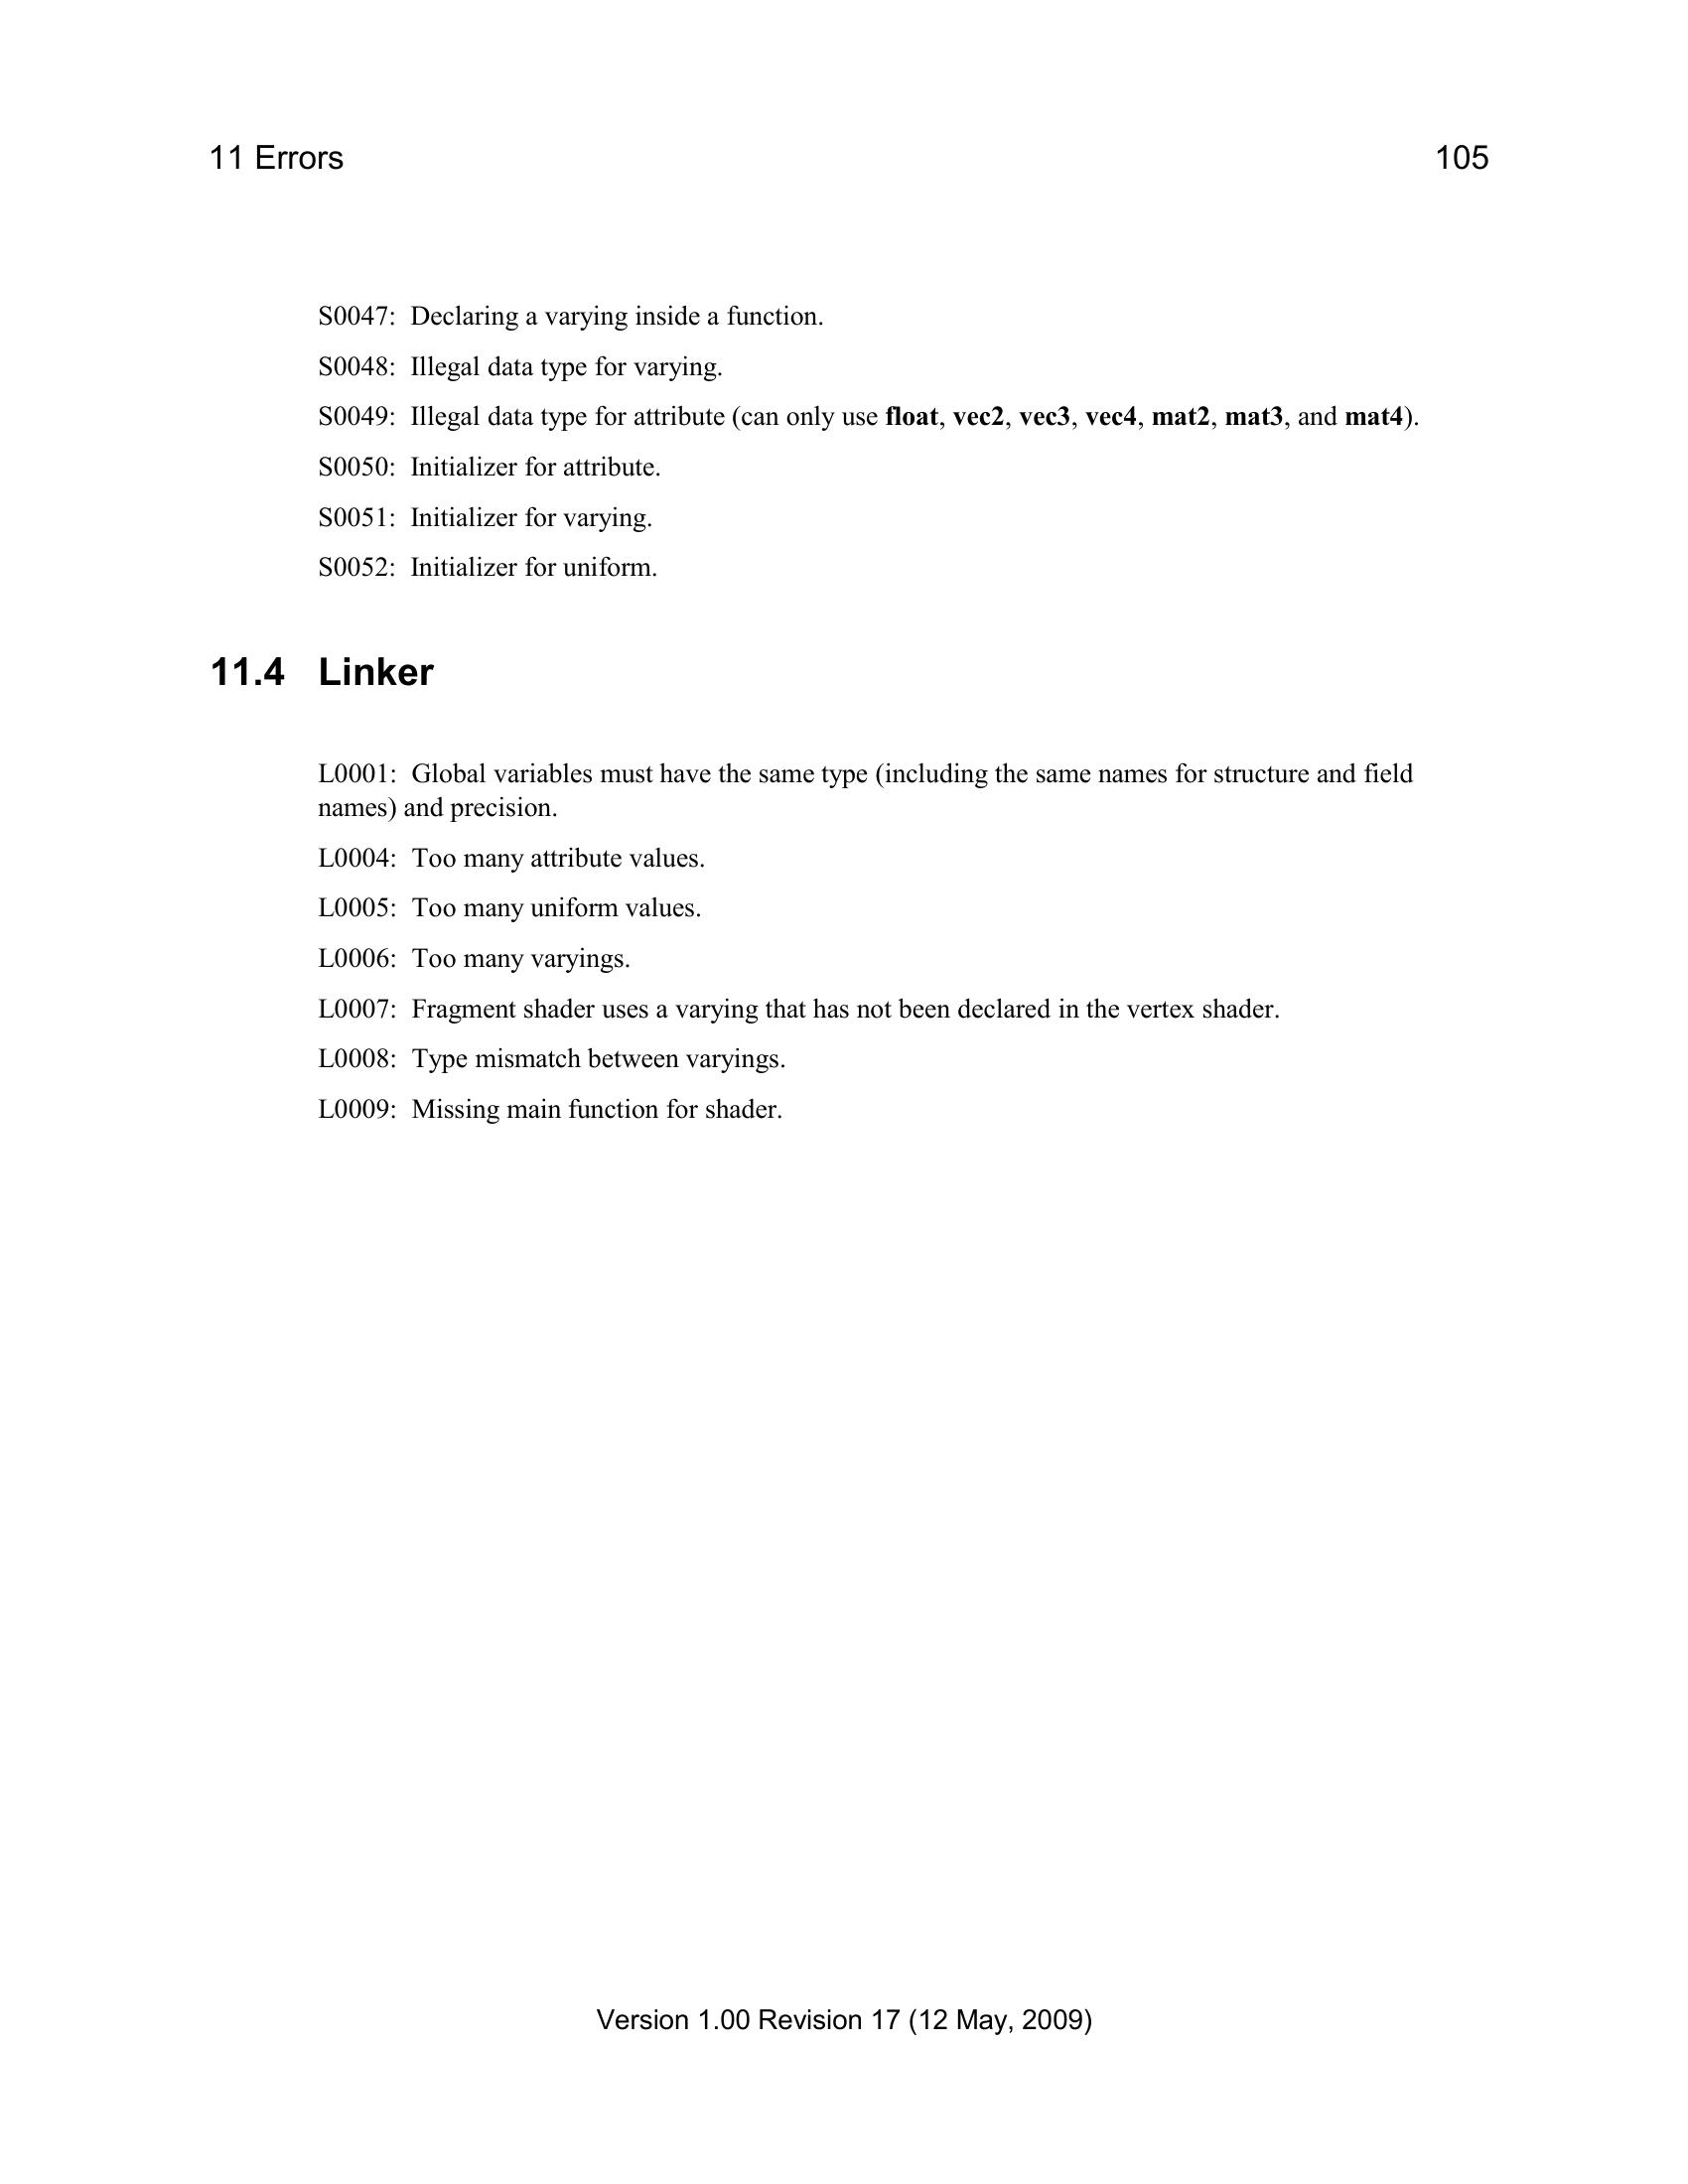 11 Errors 105
S0047: Declaring a varying inside a function.
S0048: Illegal data type for varying.
S0049: Illegal data type for attribute (can only use float, vec2, vec3, vec4, mat2, mat3, and mat4).
S0050: Initializer for attribute.
S0051: Initializer for varying.
S0052: Initializer for uniform.
11.4 Linker
L0001: Global variables must have the same type (including the same names for structure and field
names) and precision.
L0004: Too many attribute values.
L0005: Too many uniform values.
L0006: Too many varyings.
L0007: Fragment shader uses a varying that has not been declared in the vertex shader.
L0008: Type mismatch between varyings.
L0009: Missing main function for shader.
Version 1.00 Revision 17 (12 May, 2009)